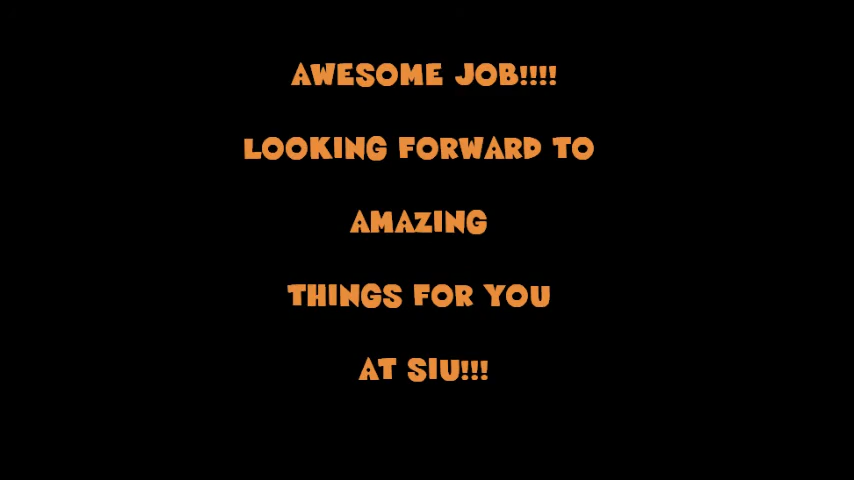 AWESOME JOB!!!!
LOOKING FORWARD TO
AMAZING
THINGS FOR YOU
AT SIU!!!